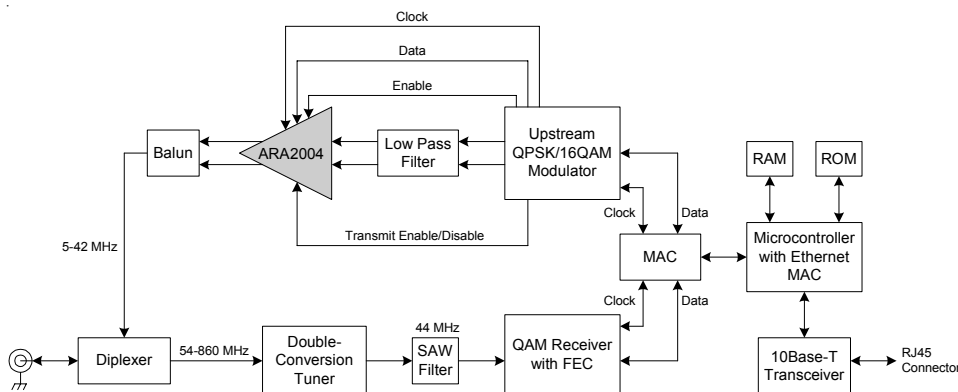 Clock
Data
Enable
Balun
ARA2004
Low Pass
Filter
Upstream
QPSK/16QAM
Modulator
RAM
ROM
Transmit Enable/Disable
Clock
Data
5-42 MHz
MAC
Microcontroller
with Ethernet
MAC
Clock
Data
Diplexer
54-860 MHz
Double-
Conversion
Tuner
44 MHz
SAW
Filter
QAM Receiver
with FEC
10Base-T
Transceiver
RJ45
Connector